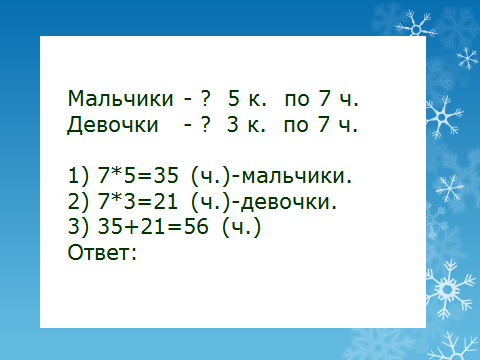 Мальчики - ?  5 к.  по 7 ч.
Девочки  - ?  3 к.  по 7 ч.
1) 7*5=35 (ч.)-мальчики.
2) 7*3=21 (ч.)-девочки.
3) 35+21=56 (ч.)
Ответ: